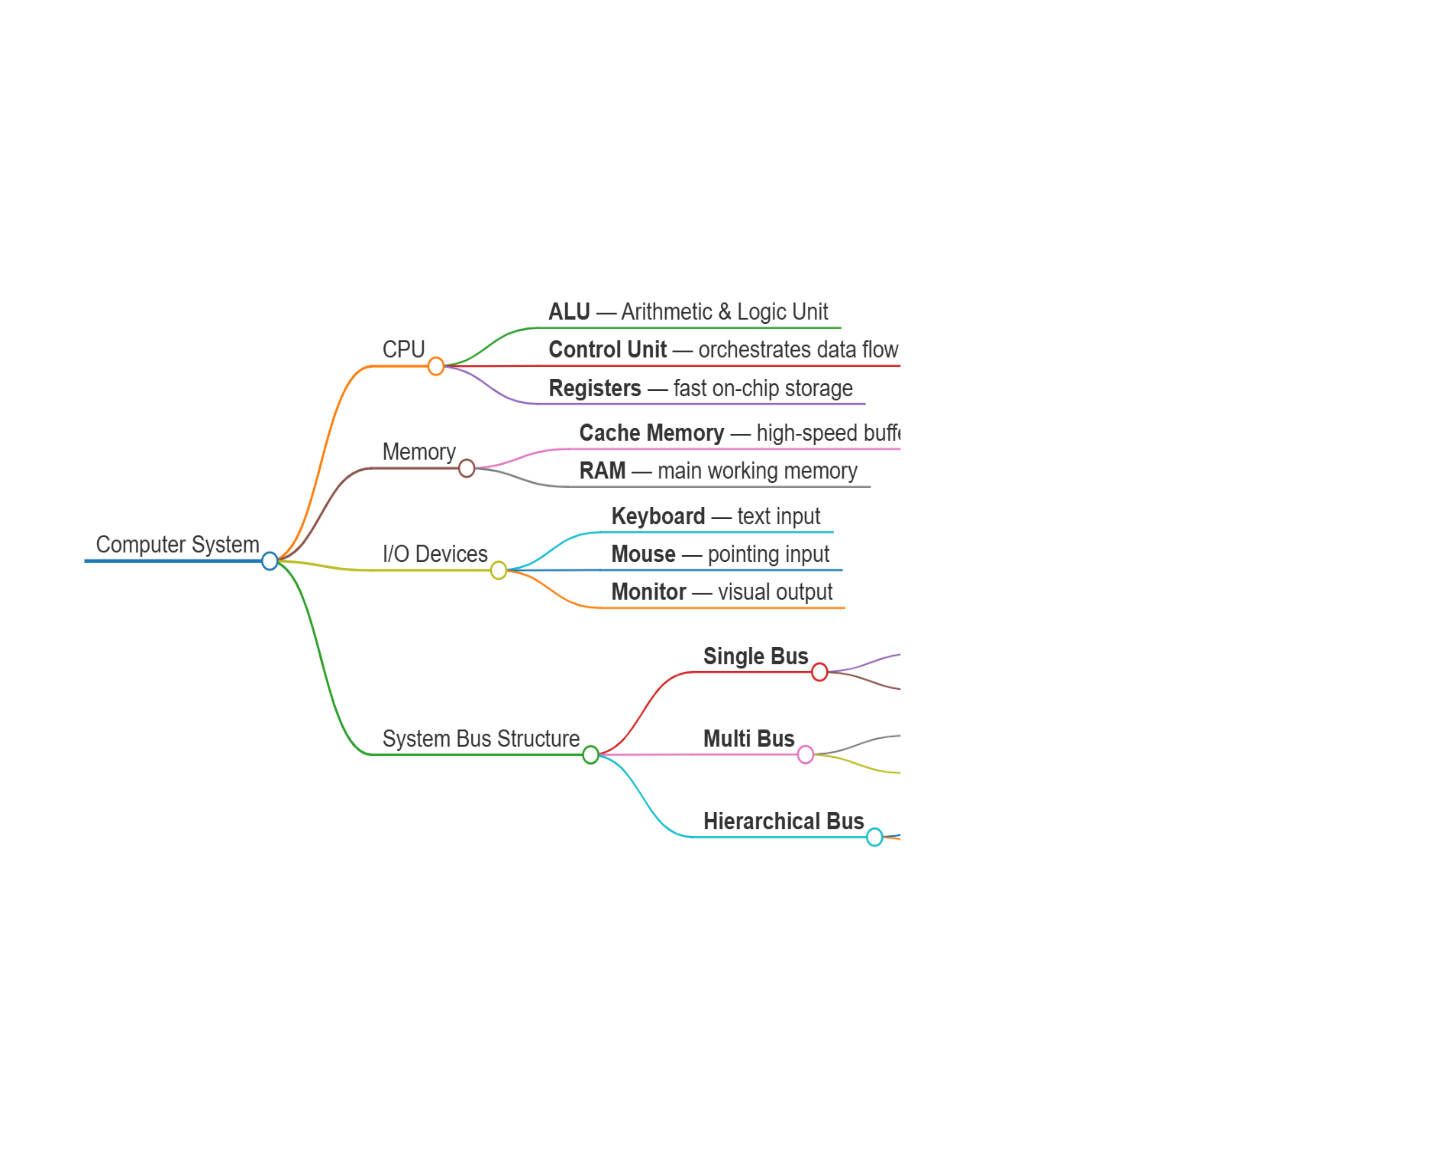 Computer System
CPU
ALU — Arithmetic & Logic Unit
Control Unit — orchestrates data flow
Registers — fast on-chip storage
Memory
Cache Memory — high-speed
RAM — main working memory
I/O Devices
Keyboard — text input
Mouse — pointing input
Monitor — visual output
System Bus Structure
Single Bus
Multi Bus
Hierarchical Bus